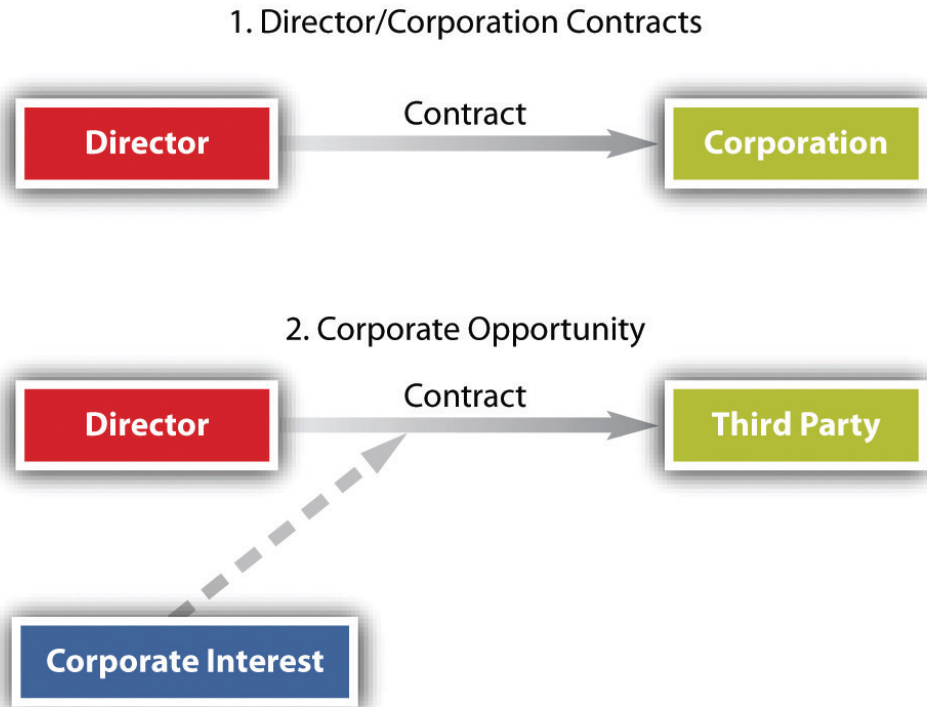 1. Director/Corporation Contracts
Director
Contract
Corporation
2. Corporate Opportunity
Director
Contract
Third Party
Corporate Interest